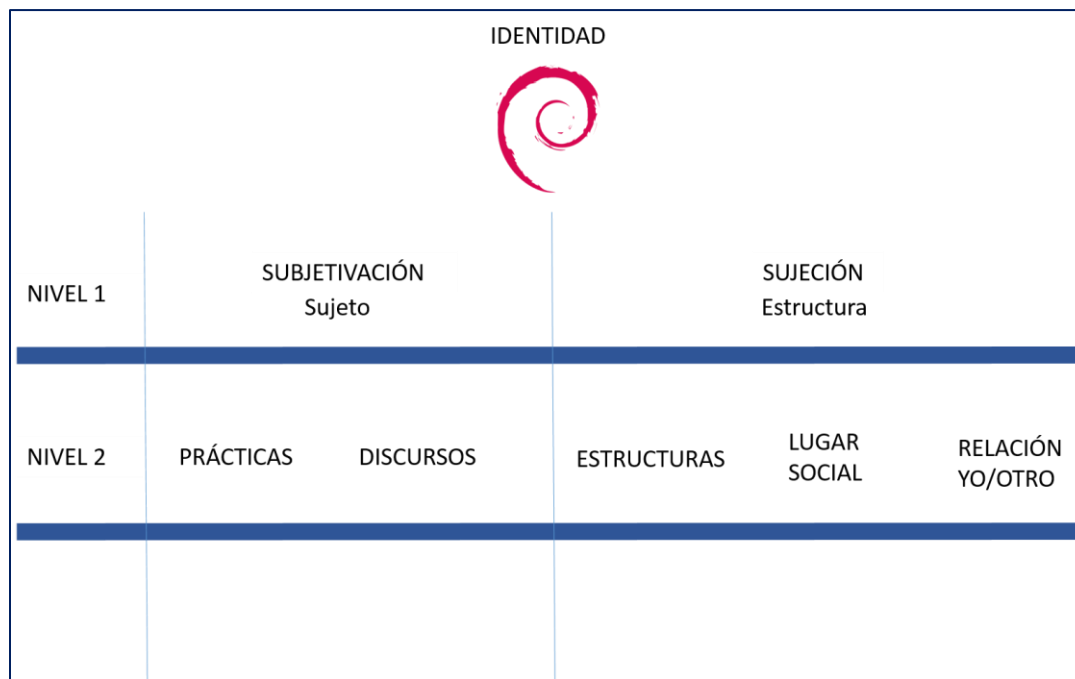 IDENTIDAD
NIVEL 1
SUBJETIVACIÓN
Sujeto
SUJECIÓN
Estructura
NIVEL 2
PRÁCTICAS
DISCURSOS
ESTRUCTURAS
LUGAR
SOCIAL
RELACIÓN
YO/OTRO